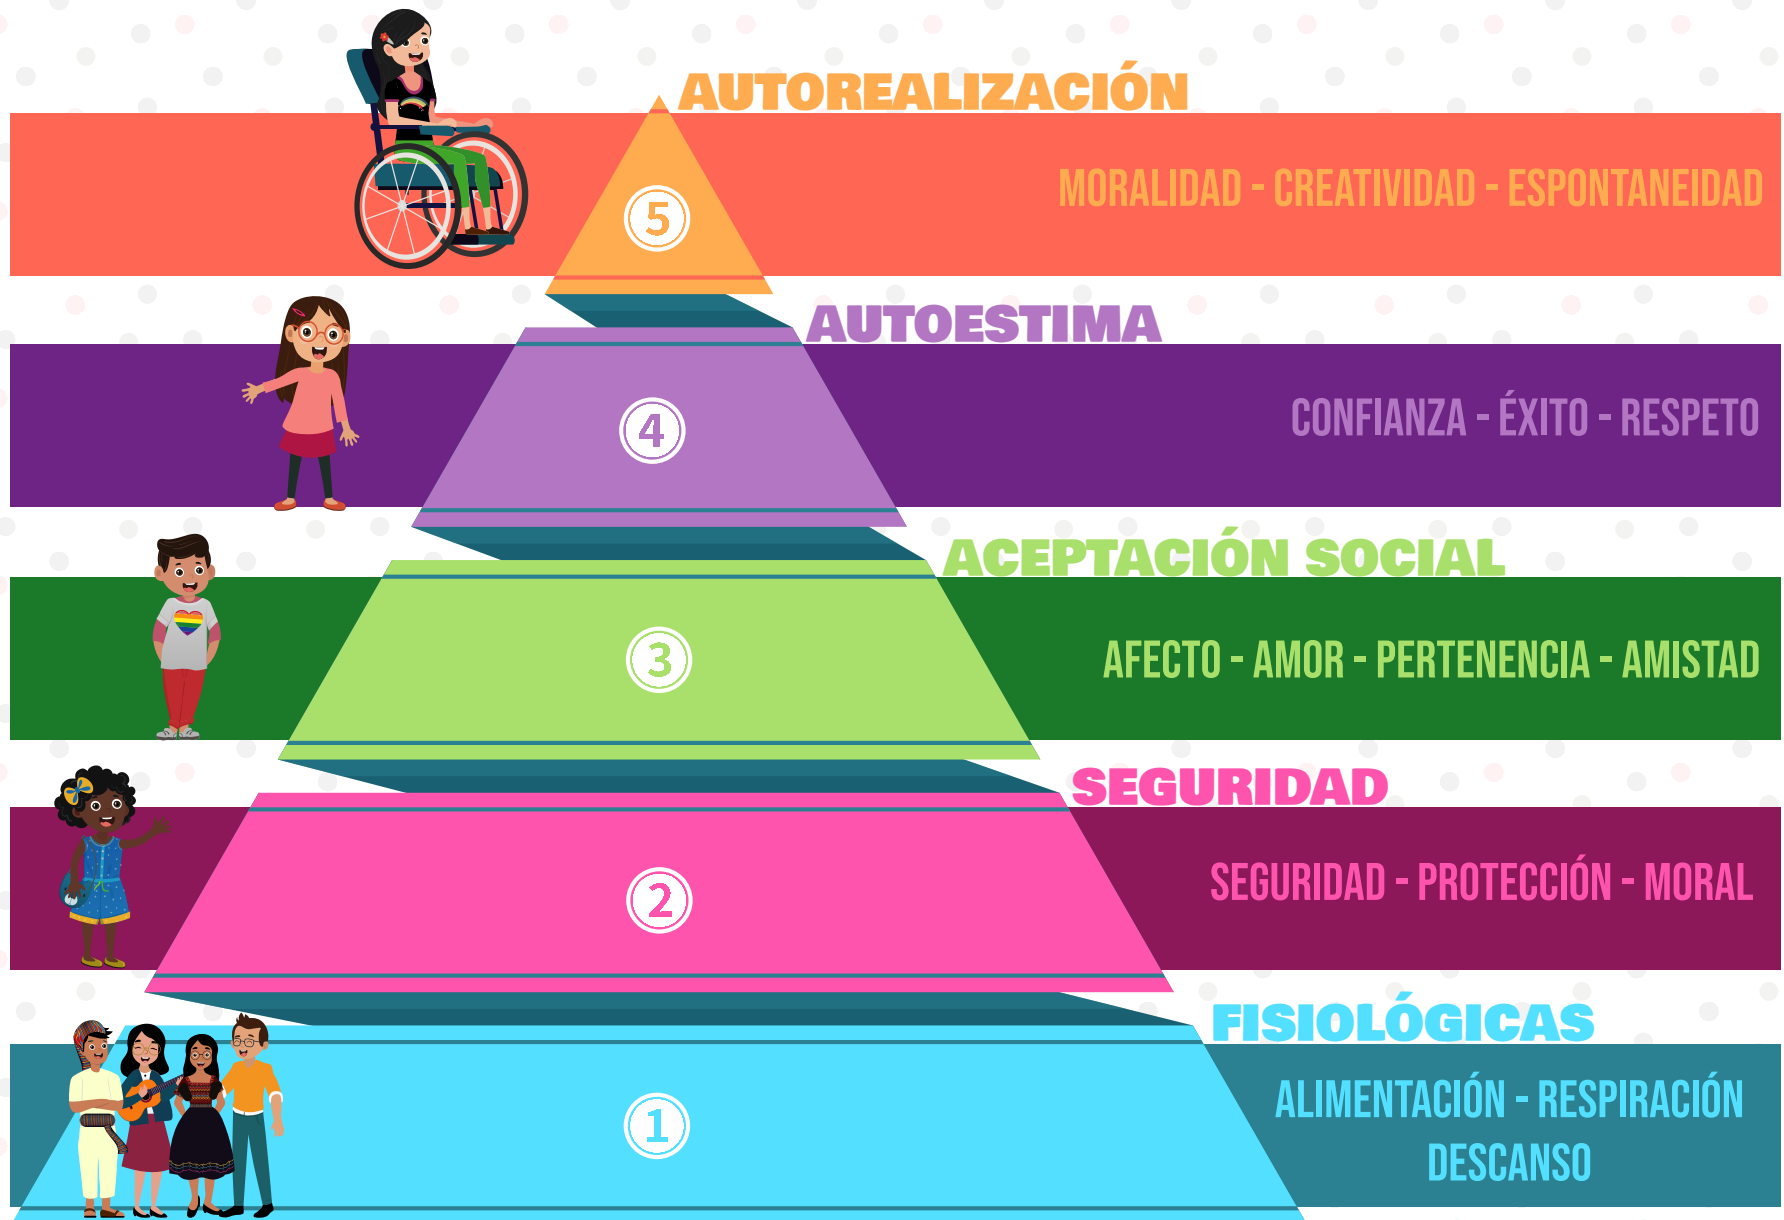 AUTOREALIZACIÓN
MORALIDAD - CREATIVIDAD - ESPONTANEIDAD
5
AUTOESTIMA
CONFIANZA - ÉXITO - RESPETO
4
ACEPTACIÓN SOCIAL
AFECTO - AMOR - PERTENENCIA - AMISTAD
3
SEGURIDAD
SEGURIDAD - PROTECCIÓN - MORAL
2
FISIOLÓGICAS
ALIMENTACIÓN - RESPIRACIÓN
DESCANSO
1